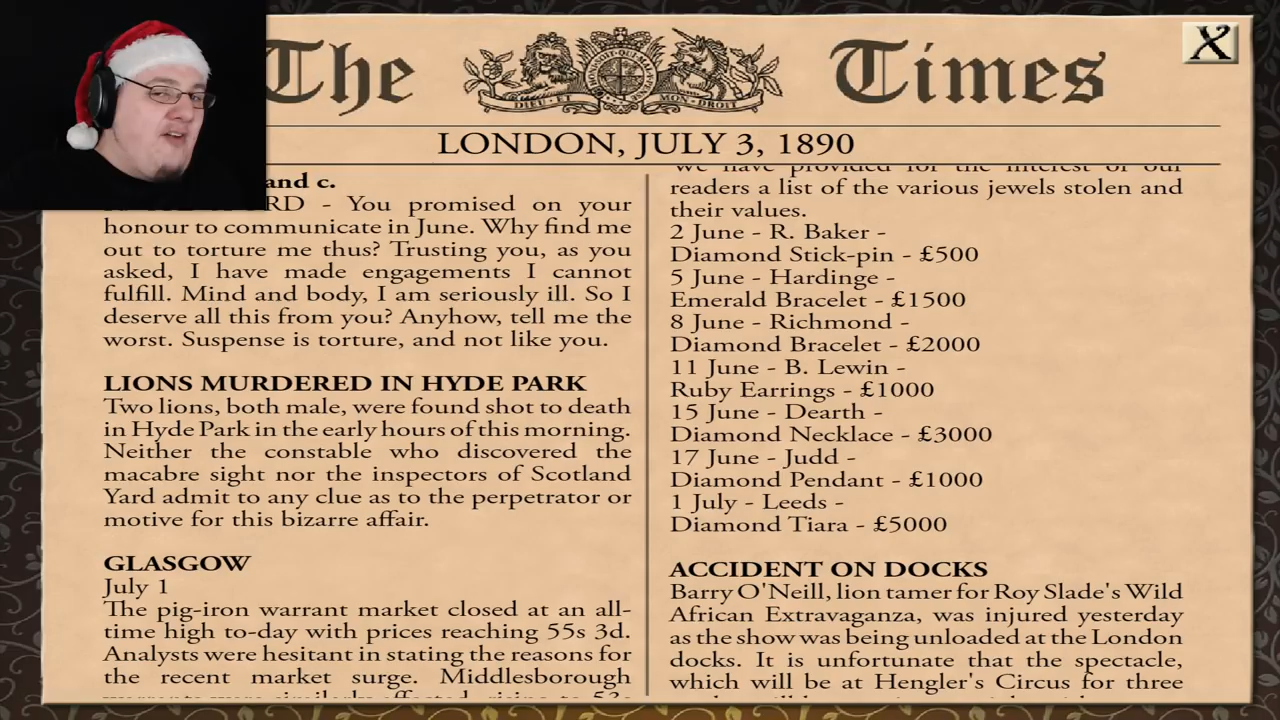 The Times
DIEU · ET MON · DROIT
X
LONDON, JULY 3, 1890
and c.
RD - You promised on your
honour to communicate in June. Why find me
out to torture me thus? Trusting you, as you
asked, I have made engagements I cannot
fulfill. Mind and body, I am seriously ill. So I
deserve all this from you? Anyhow, tell me the
worst. Suspense is torture, and not like you.
LIONS MURDERED IN HYDE PARK
Two lions, both male, were found shot to death
in Hyde Park in the early hours of this morning.
Neither the constable who discovered the
macabre sight nor the inspectors of Scotland
Yard admit to any clue as to the perpetrator or
motive for this bizarre affair.
GLASGOW
July 1
The pig-iron warrant market closed at an all-
time high to-day with prices reaching 55s 3d.
Analysts were hesitant in stating the reasons for
the recent market surge. Middlesborough
we have provided for the interest of our
readers a list of the various jewels stolen and
their values.
2 June - R. Baker -
Diamond Stick-pin - £500
5 June - Hardinge -
Emerald Bracelet - £1500
8 June - Richmond -
Diamond Bracelet - £2000
11 June - B. Lewin -
Ruby Earrings - £1000
15 June - Dearth -
Diamond Necklace - £3000
17 June - Judd -
Diamond Pendant - £1000
1 July - Leeds -
Diamond Tiara - £5000
ACCIDENT ON DOCKS
Barry O'Neill, lion tamer for Roy Slade's Wild
African Extravaganza, was injured yesterday
as the show was being unloaded at the London
docks. It is unfortunate that the spectacle,
which will be at Hengler's Circus for three